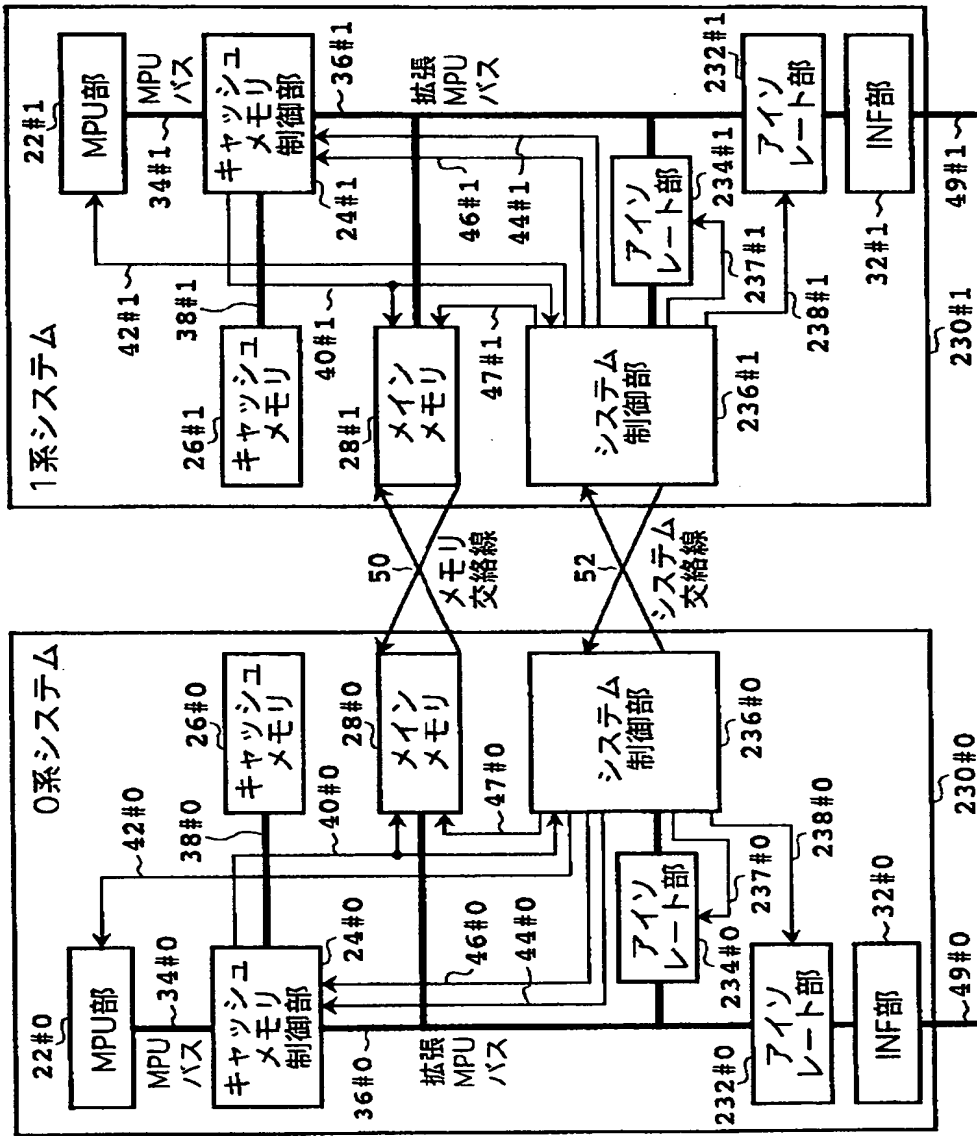 0系システム
22#0
MPU部
34#0
MPU
バス
キャッシュ
メモリ
制御部
24#0
38#0
キャッシュ
メモリ
26#0
42#0
40#0
36#0
拡張
MPU
バス
46#0
44#0
メイン
メモリ
28#0
47#0
システム
制御部
236#0
アイソ
レート部
234#0
237#0
238#0
232#0
アイソ
レート部
INF部
32#0
49#0
230#0
50
メモリ
交絡線
52
システム
交絡線
1系システム
22#1
MPU部
34#1
MPU
バス
キャッシュ
メモリ
制御部
24#1
38#1
キャッシュ
メモリ
26#1
42#1
40#1
36#1
拡張
MPU
バス
46#1
44#1
メイン
メモリ
28#1
47#1
システム
制御部
236#1
アイソ
レート部
234#1
237#1
238#1
232#1
アイソ
レート部
INF部
32#1
49#1
230#1